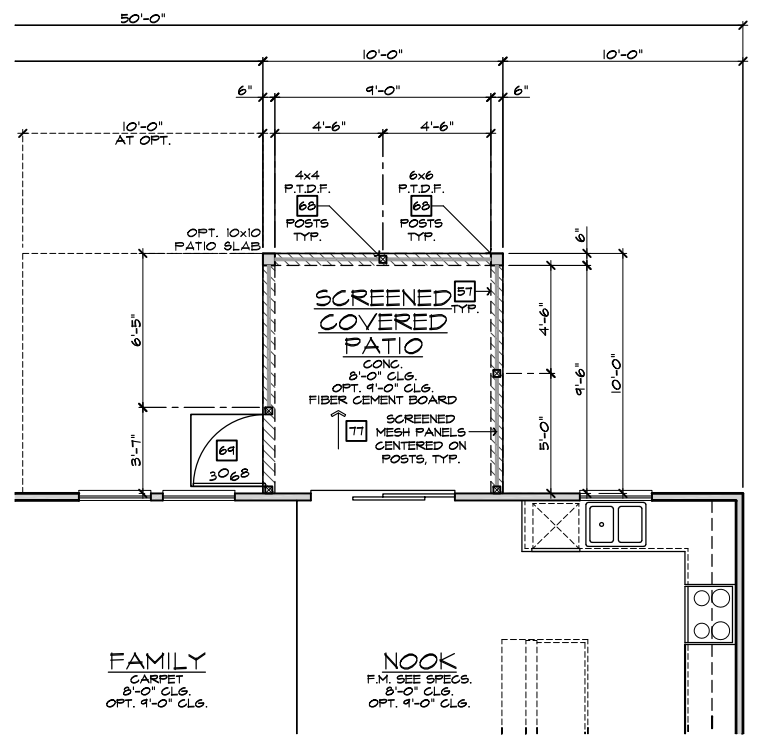 50'-0"
10'-0"
10'-0"
6"
9'-0"
6"
10'-0"
AT OPT.
4'-6"
4'-6"
4x4
P.T.D.F.
68
POSTS
TYP.
6x6
P.T.D.F.
68
POSTS
TYP.
OPT. 10x10
PATIO SLAB
6"
SCREENED
COVERED
PATIO
CONC.
8'-0" CLG.
OPT. 9'-0" CLG.
FIBER CEMENT BOARD
57
TYP.
6'-5"
4'-6"
9'-6"
10'-0"
77
SCREENED
MESH PANELS
CENTERED ON
POSTS, TYP.
3'-7"
69
3068
5'-0"
FAMILY
CARPET
8'-0" CLG.
OPT. 9'-0" CLG.
NOOK
F.M. SEE SPECS.
8'-0" CLG.
OPT. 9'-0" CLG.